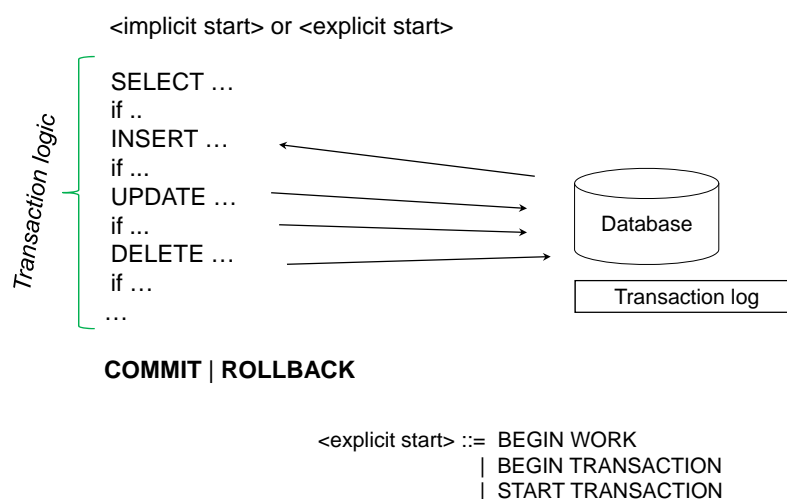 <implicit start> or <explicit start>
Transaction logic
SELECT …
if ..
INSERT …
if ...
UPDATE …
if ...
DELETE …
if …
…
Database
Transaction log
COMMIT | ROLLBACK
<explicit start> ::= BEGIN WORK
| BEGIN TRANSACTION
| START TRANSACTION